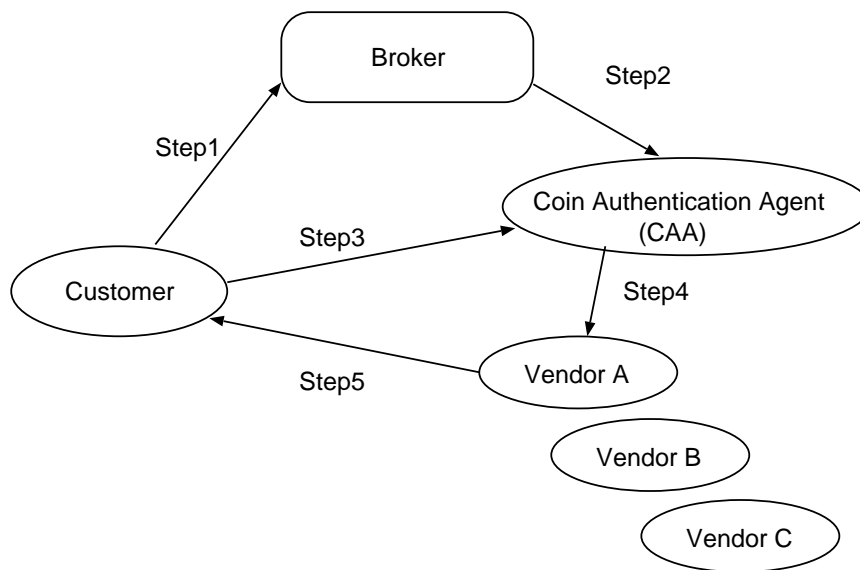 Broker
Step2
Step1
Coin Authentication Agent
(CAA)
Step3
Customer
Step4
Step5
Vendor A
Vendor B
Vendor C